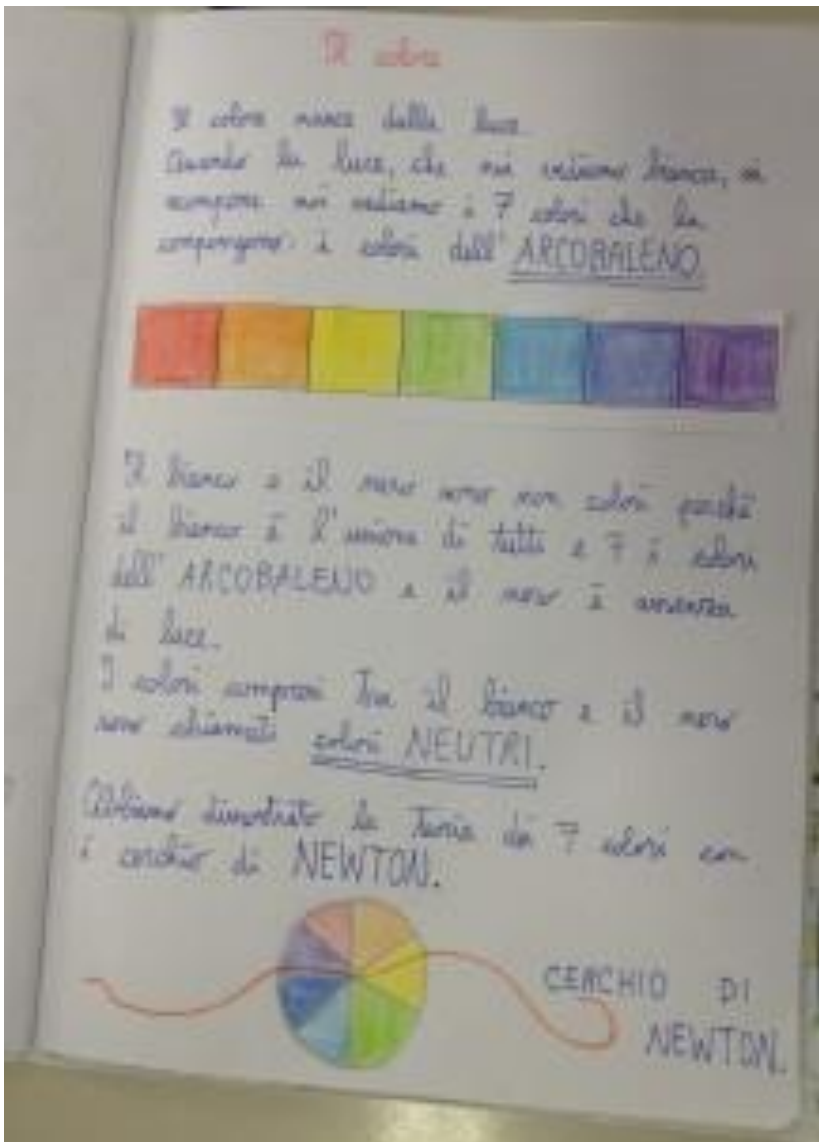 Il colore
Il colore nasce dalla luce.
Quando la luce, che noi vediamo bianca, si
scompone noi vediamo i 7 colori che la
compongono: i colori dell'ARCOBALENO.
Il bianco e il nero sono non colori perché
il bianco è l'unione di tutti e 7 i colori
dell'ARCOBALENO e il nero è assenza
di luce.
I colori compresi tra il bianco e il nero
sono chiamati colori NEUTRI.
Abbiamo dimostrato la teoria dei 7 colori con
i cerchio di NEWTON.
CERCHIO DI
NEWTON.